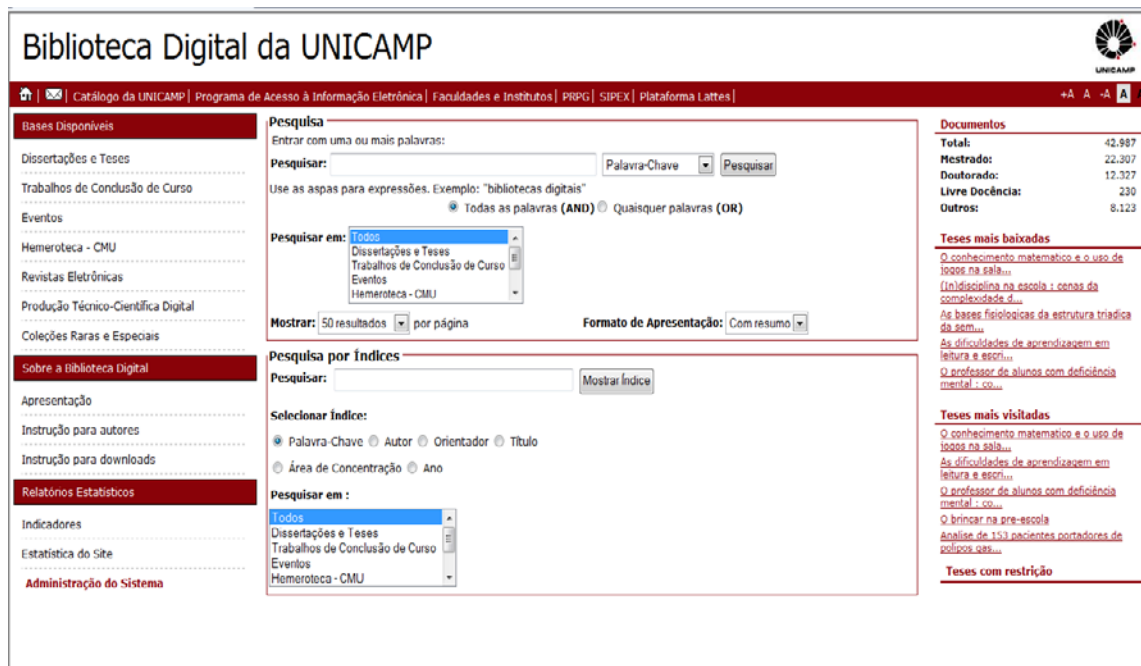 Biblioteca Digital da UNICAMP
UNICAMP
Catálogo da UNICAMP| Programa de Acesso à Informação Eletrônica| Faculdades e Institutos| PRPG| SIPEX| Plataforma Lattes|
+A A -A A
Bases Disponíveis
Dissertações e Teses
Trabalhos de Conclusão de Curso
Eventos
Hemeroteca - CMU
Revistas Eletrônicas
Produção Técnico-Científica Digital
Coleções Raras e Especiais
Sobre a Biblioteca Digital
Apresentação
Instrução para autores
Instrução para downloads
Relatórios Estatísticos
Indicadores
Estatística do Site
Administração do Sistema
Pesquisa
Entrar com uma ou mais palavras:
Pesquisar: Palavra-Chave Pesquisar
Use as aspas para expressões. Exemplo: "bibliotecas digitais"
Todas as palavras (AND) Quaisquer palavras (OR)
Pesquisar em: Todos
Dissertações e Teses
Trabalhos de Conclusão de Curso
Eventos
Hemeroteca - CMU
Mostrar: 50 resultados por página Formato de Apresentação: Com resumo
Pesquisa por Índices
Pesquisar: Mostrar Índice
Selecionar Índice:
Palavra-Chave Autor Orientador Título
Área de Concentração Ano
Pesquisar em :
Todos
Dissertações e Teses
Trabalhos de Conclusão de Curso
Eventos
Hemeroteca - CMU
Documentos
Total: 42.987
Mestrado: 22.307
Doutorado: 12.327
Livre Docência: 230
Outros: 8.123
Teses mais baixadas
O conhecimento matematico e o uso de
jogos na sala...
(In)disciplina na escola : cenas da
complexidade d...
As bases fisiologicas da estrutura triadica
da sem...
As dificuldades de aprendizagem em
leitura e escri...
O professor de alunos com deficiência
mental : co...
Teses mais visitadas
O conhecimento matematico e o uso de
jogos na sala...
As dificuldades de aprendizagem em
leitura e escri...
O professor de alunos com deficiência
mental : co...
O brincar na pre-escola
Analise de 153 pacientes portadores de
polipos gas...
Teses com restrição